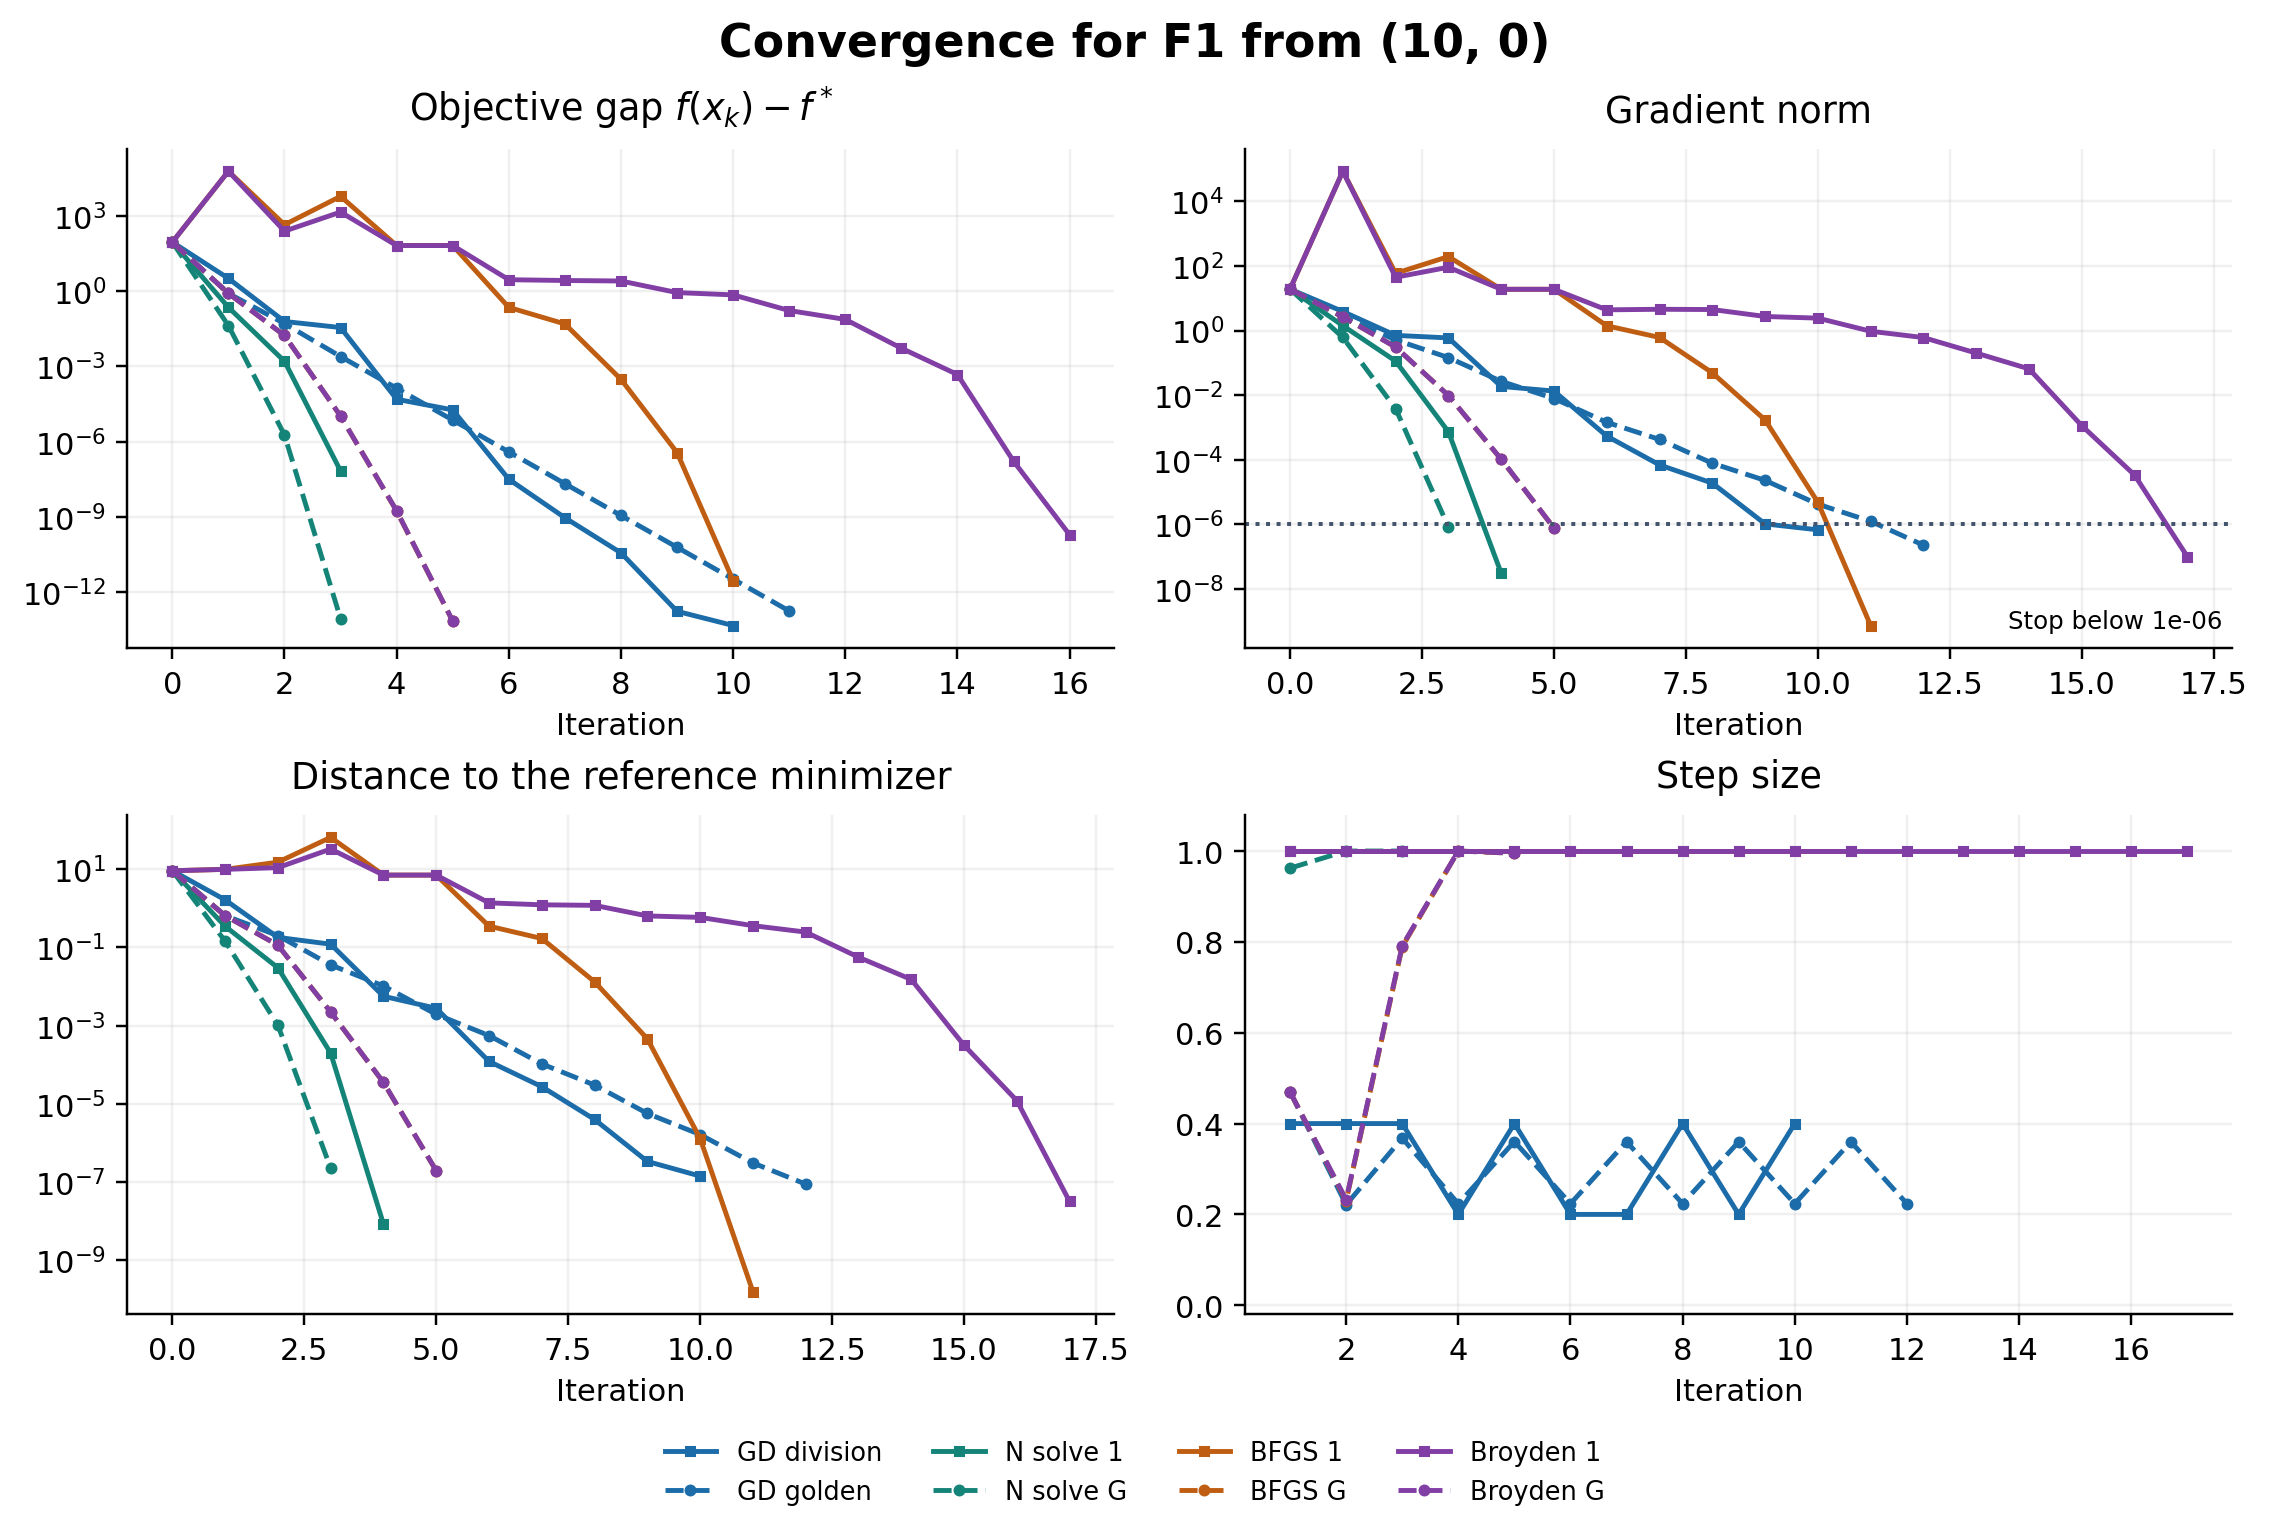 Convergence for F1 from (10, 0)
Objective gap f(x_k) − f*
10^3
10^0
10^−3
10^−6
10^−9
10^−12
0 2 4 6 8 10 12 14 16
Iteration
Gradient norm
10^4
10^2
10^0
10^−2
10^−4
10^−6
10^−8
Stop below 1e-06
0.0 2.5 5.0 7.5 10.0 12.5 15.0 17.5
Iteration
Distance to the reference minimizer
10^1
10^−1
10^−3
10^−5
10^−7
10^−9
0.0 2.5 5.0 7.5 10.0 12.5 15.0 17.5
Iteration
Step size
1.0
0.8
0.6
0.4
0.2
0.0
2 4 6 8 10 12 14 16
Iteration
GD division N solve 1 BFGS 1 Broyden 1
GD golden N solve G BFGS G Broyden G